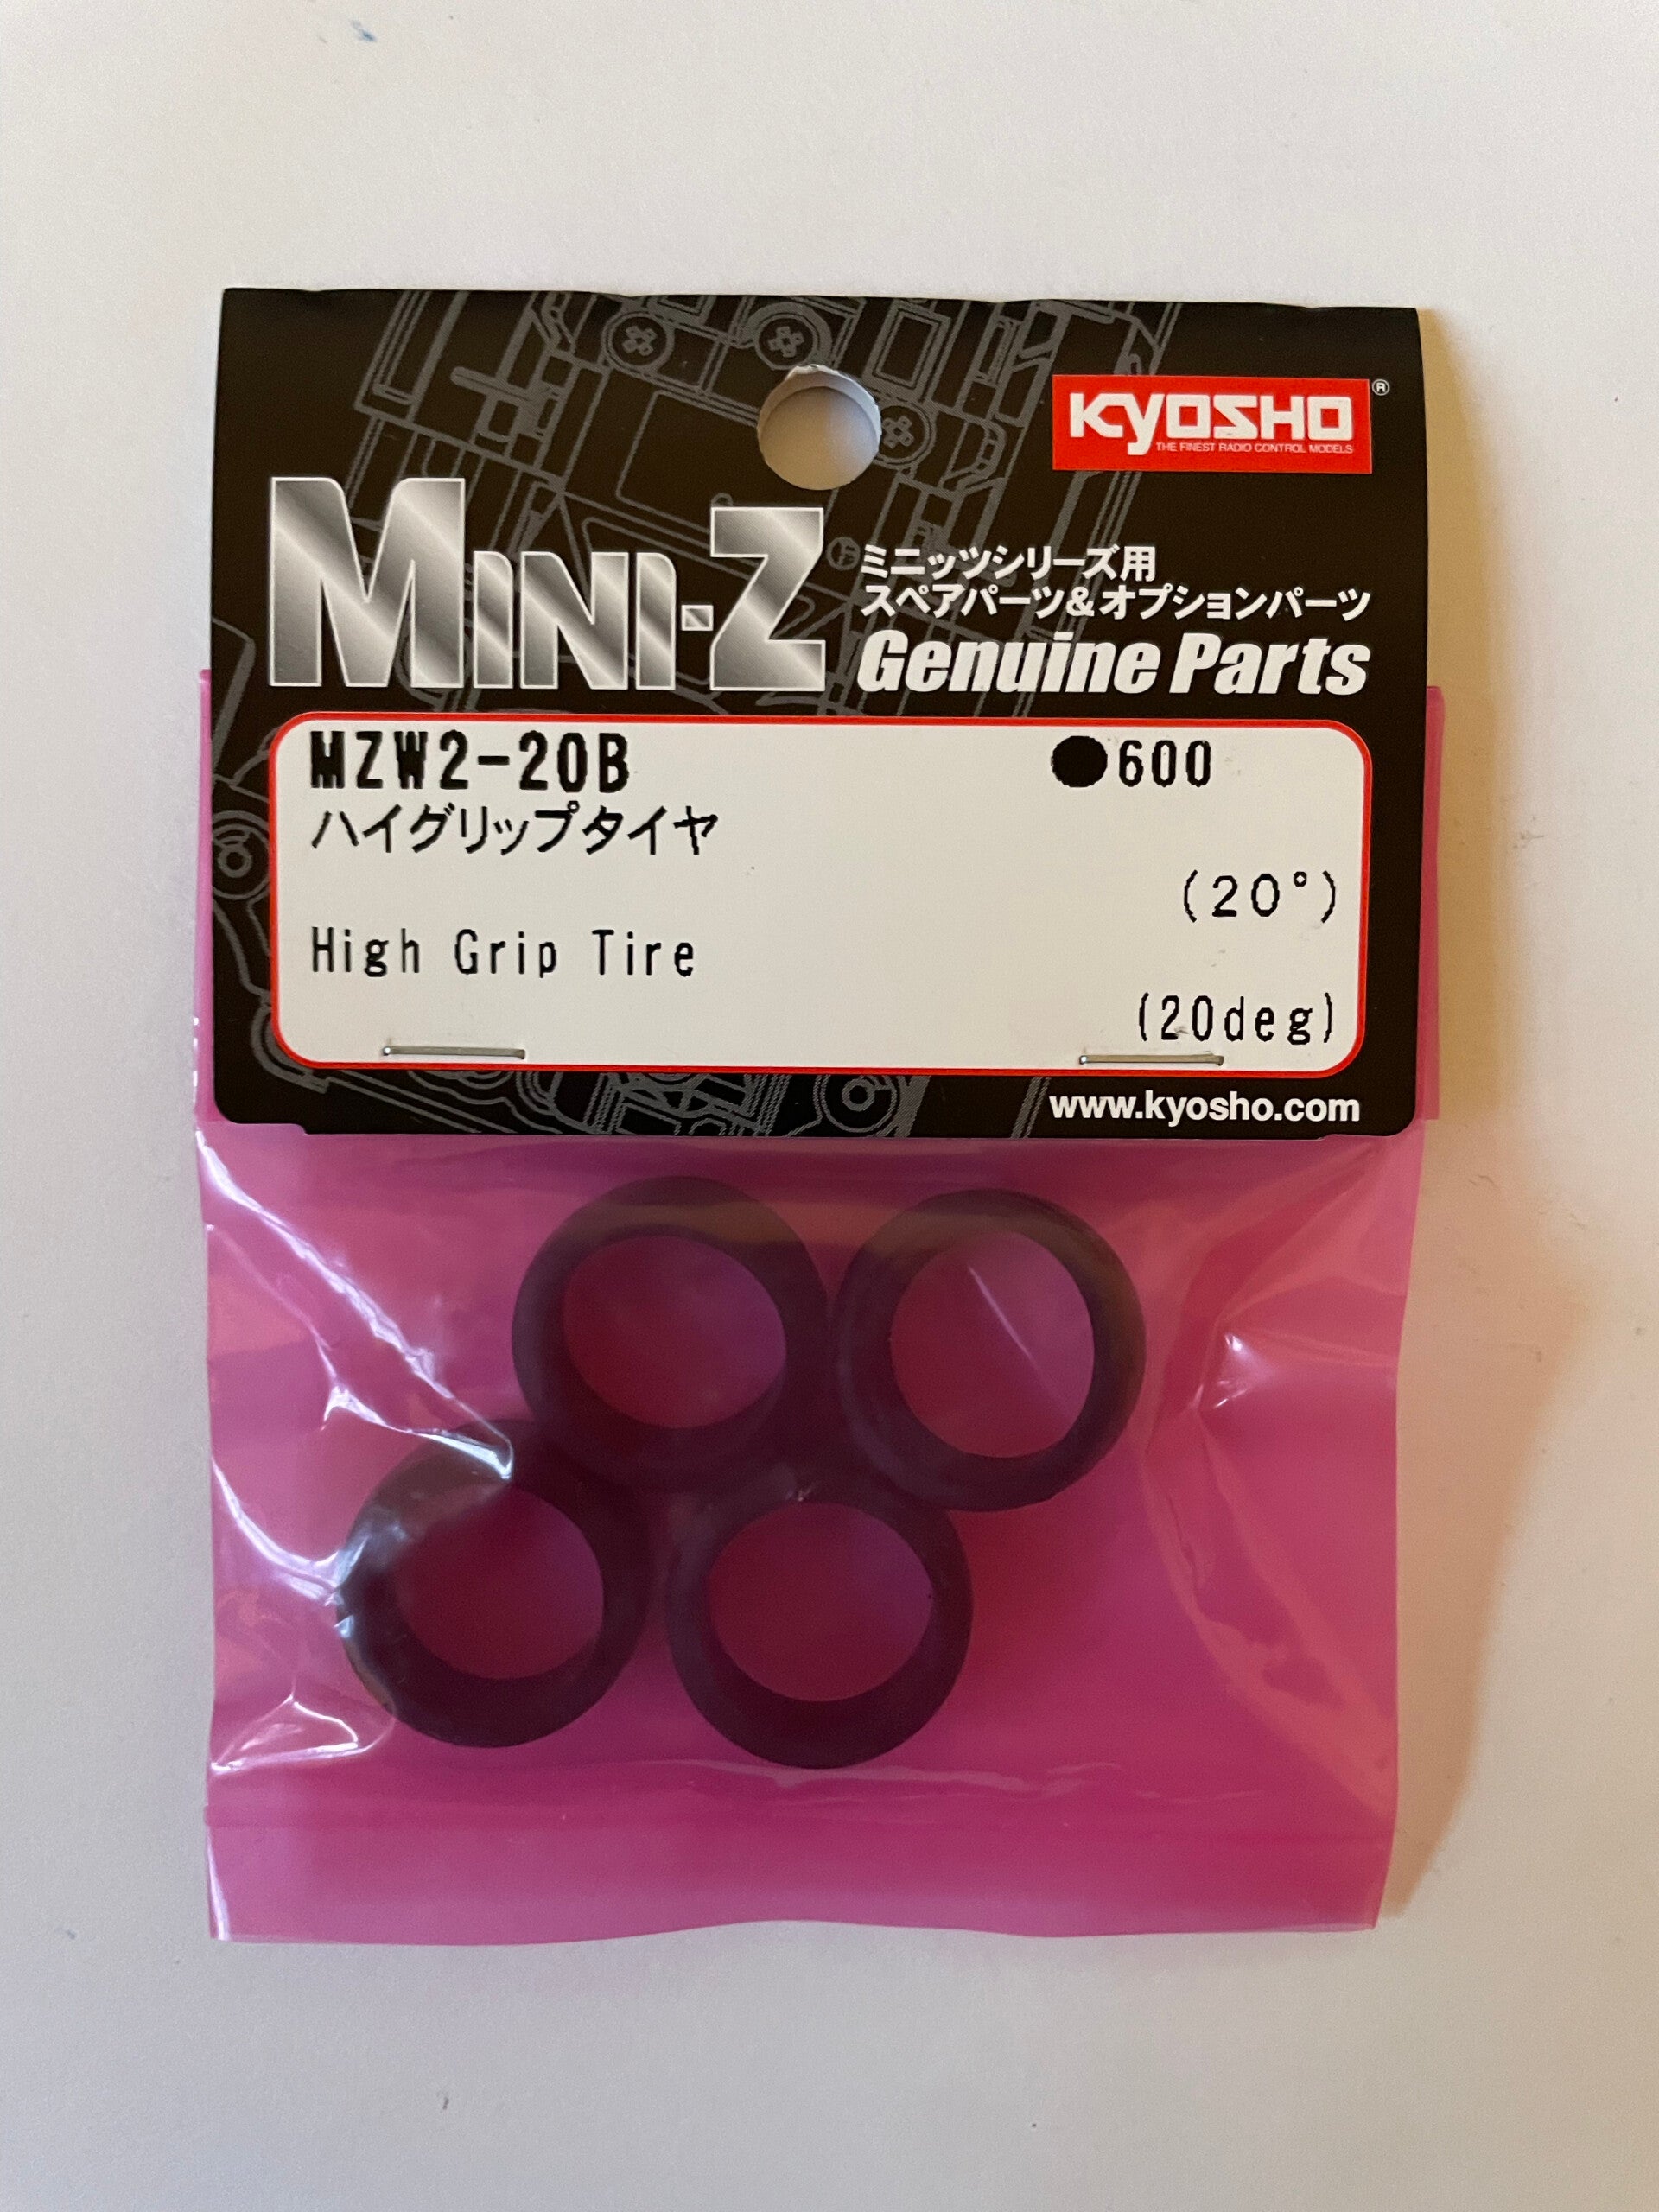 KYOSHO®
THE FINEST RADIO CONTROL MODELS
MINI-Z
ミニッツシリーズ用
スペアパーツ&オプションパーツ
Genuine Parts
MZW2-20B ●600
ハイグリップタイヤ
(20°)
High Grip Tire
(20deg)
www.kyosho.com